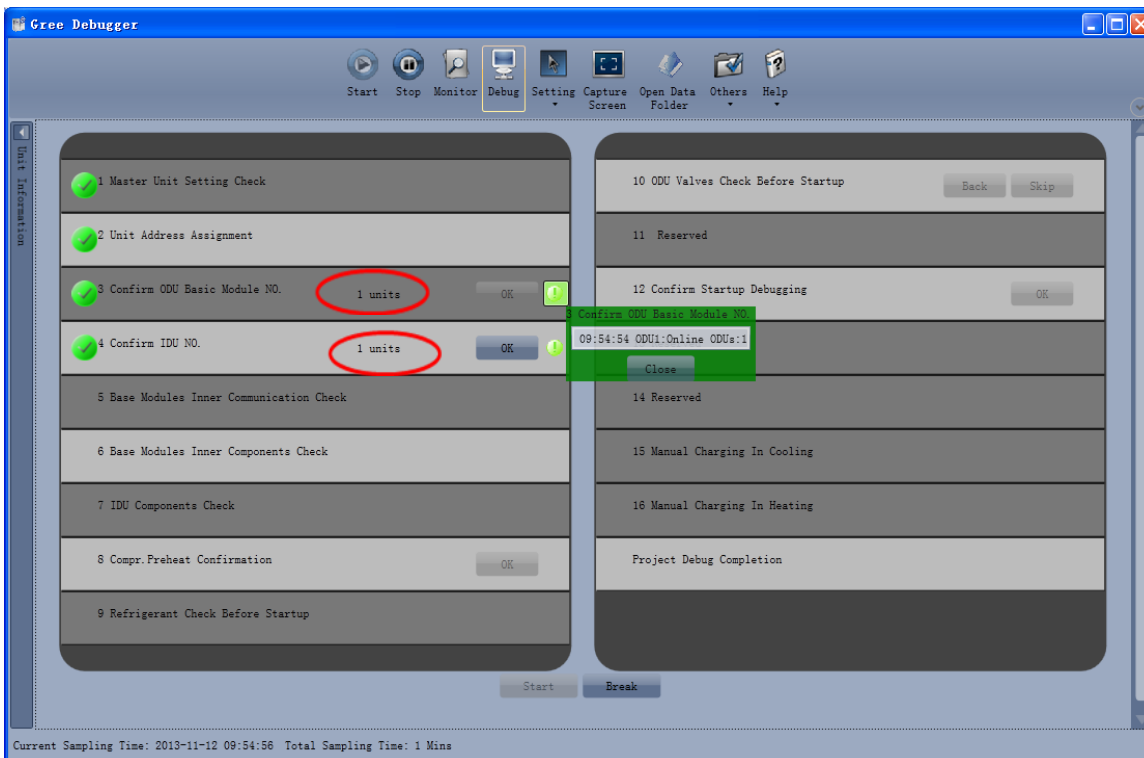 Gree Debugger
Start Stop Monitor Debug Setting Capture Screen Open Data Folder Others Help
Unit Information
1 Master Unit Setting Check
2 Unit Address Assignment
3 Confirm ODU Basic Module NO. 1 units OK
4 Confirm IDU NO. 1 units OK
5 Base Modules Inner Communication Check
6 Base Modules Inner Components Check
7 IDU Components Check
8 Compr.Preheat Confirmation OK
9 Refrigerant Check Before Startup
10 ODU Valves Check Before Startup Back Skip
11 Reserved
12 Confirm Startup Debugging OK
3 Confirm ODU Basic Module NO.
09:54:54 ODU1:Online ODUs:1
Close
14 Reserved
15 Manual Charging In Cooling
16 Manual Charging In Heating
Project Debug Completion
Start Break
Current Sampling Time: 2013-11-12 09:54:56 Total Sampling Time: 1 Mins